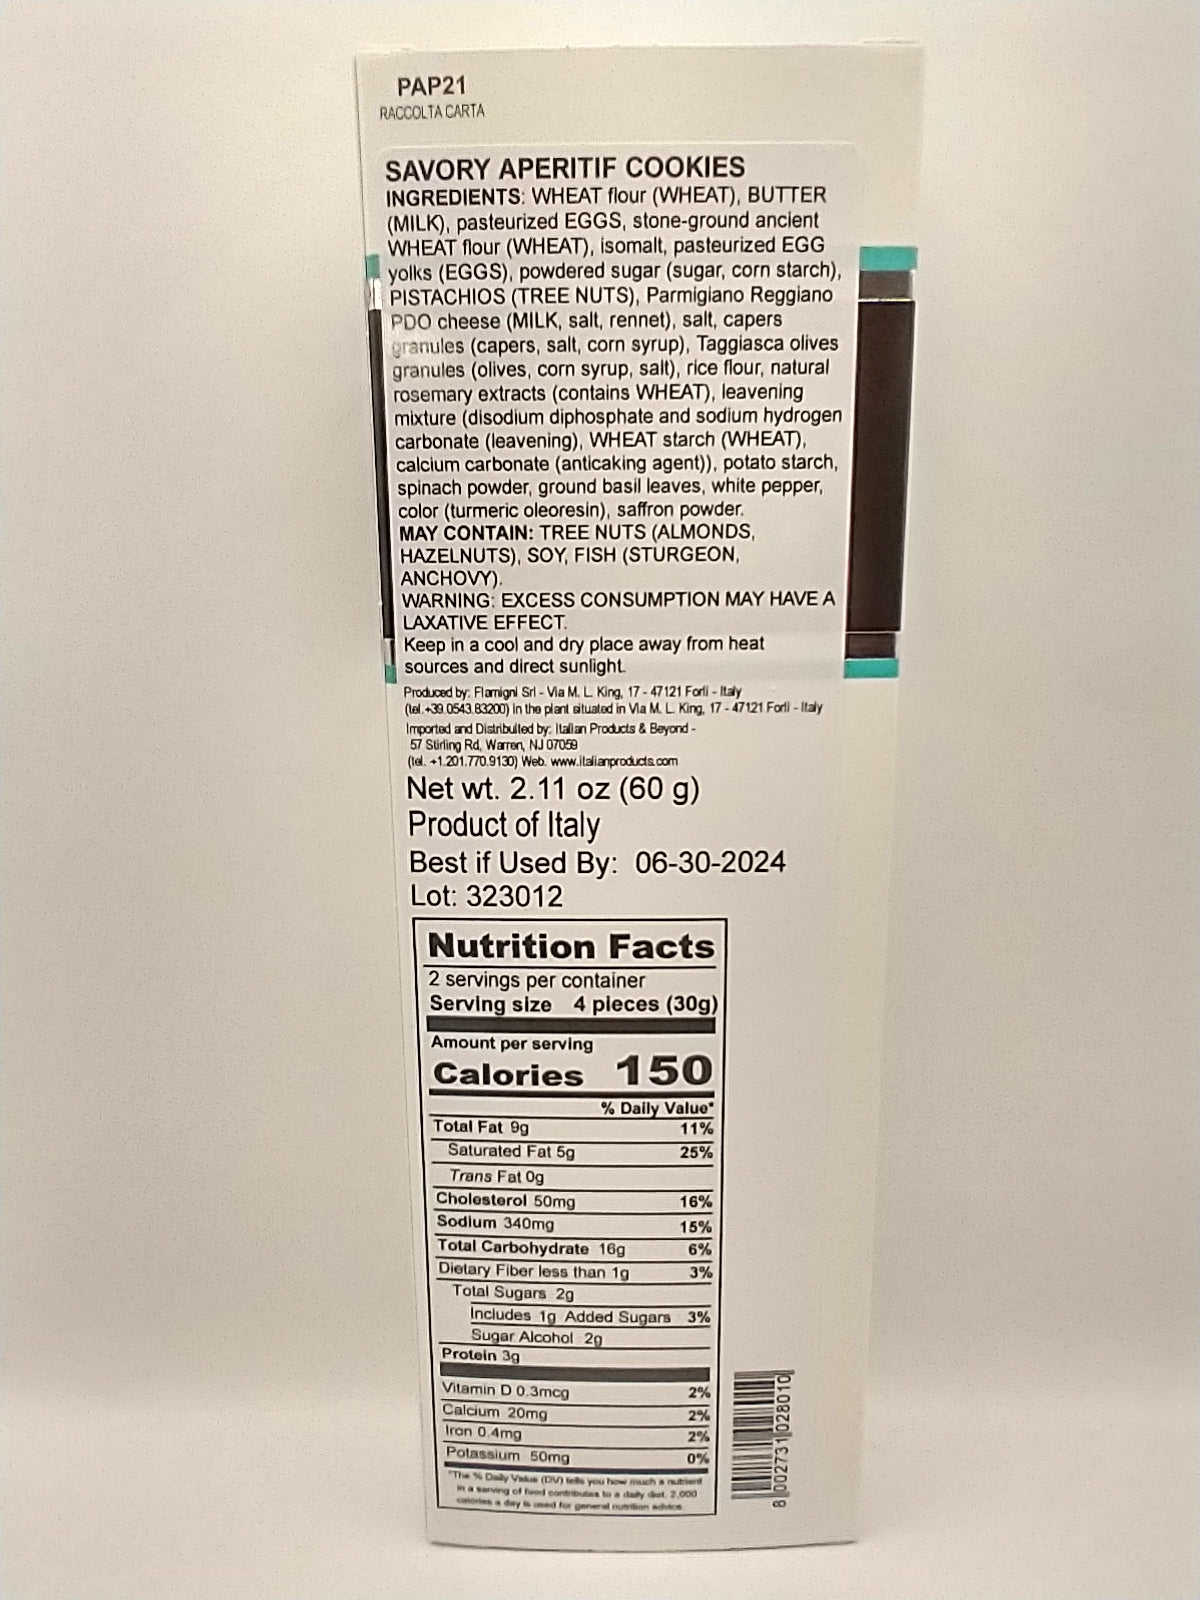 PAP21
RACCOLTA CARTA
SAVORY APERITIF COOKIES
INGREDIENTS: WHEAT flour (WHEAT), BUTTER
(MILK), pasteurized EGGS, stone-ground ancient
WHEAT flour (WHEAT), isomalt, pasteurized EGG
yolks (EGGS), powdered sugar (sugar, corn starch),
PISTACHIOS (TREE NUTS), Parmigiano Reggiano
PDO cheese (MILK, salt, rennet), salt, capers
granules (capers, salt, corn syrup), Taggiasca olives
granules (olives, corn syrup, salt), rice flour, natural
rosemary extracts (contains WHEAT), leavening
mixture (disodium diphosphate and sodium hydrogen
carbonate (leavening), WHEAT starch (WHEAT),
calcium carbonate (anticaking agent)), potato starch,
spinach powder, ground basil leaves, white pepper,
color (turmeric oleoresin), saffron powder.
MAY CONTAIN: TREE NUTS (ALMONDS,
HAZELNUTS), SOY, FISH (STURGEON,
ANCHOVY).
WARNING: EXCESS CONSUMPTION MAY HAVE A
LAXATIVE EFFECT.
Keep in a cool and dry place away from heat
sources and direct sunlight.
Produced by: Flamigni Srl - Via M. L. King, 17 - 47121 Forlì - Italy
(tel.+39.0543.83200) in the plant situated in Via M. L. King, 17 - 47121 Forlì - Italy
Imported and Distribuited by: Italian Products & Beyond -
57 Stirling Rd, Warren, NJ 07059
(tel. +1.201.770.9130) Web. www.italianproducts.com
Net wt. 2.11 oz (60 g)
Product of Italy
Best if Used By: 06-30-2024
Lot: 323012
Nutrition Facts
2 servings per container
Serving size 4 pieces (30g)
Amount per serving
Calories 150
% Daily Value*
Total Fat 9g 11%
Saturated Fat 5g 25%
Trans Fat 0g
Cholesterol 50mg 16%
Sodium 340mg 15%
Total Carbohydrate 16g 6%
Dietary Fiber less than 1g 3%
Total Sugars 2g
Includes 1g Added Sugars 3%
Sugar Alcohol 2g
Protein 3g
Vitamin D 0.3mcg 2%
Calcium 20mg 2%
Iron 0.4mg 2%
Potassium 50mg 0%
*The % Daily Value (DV) tells you how much a nutrient
in a serving of food contributes to a daily diet. 2,000
calories a day is used for general nutrition advice.
8 002731 028010